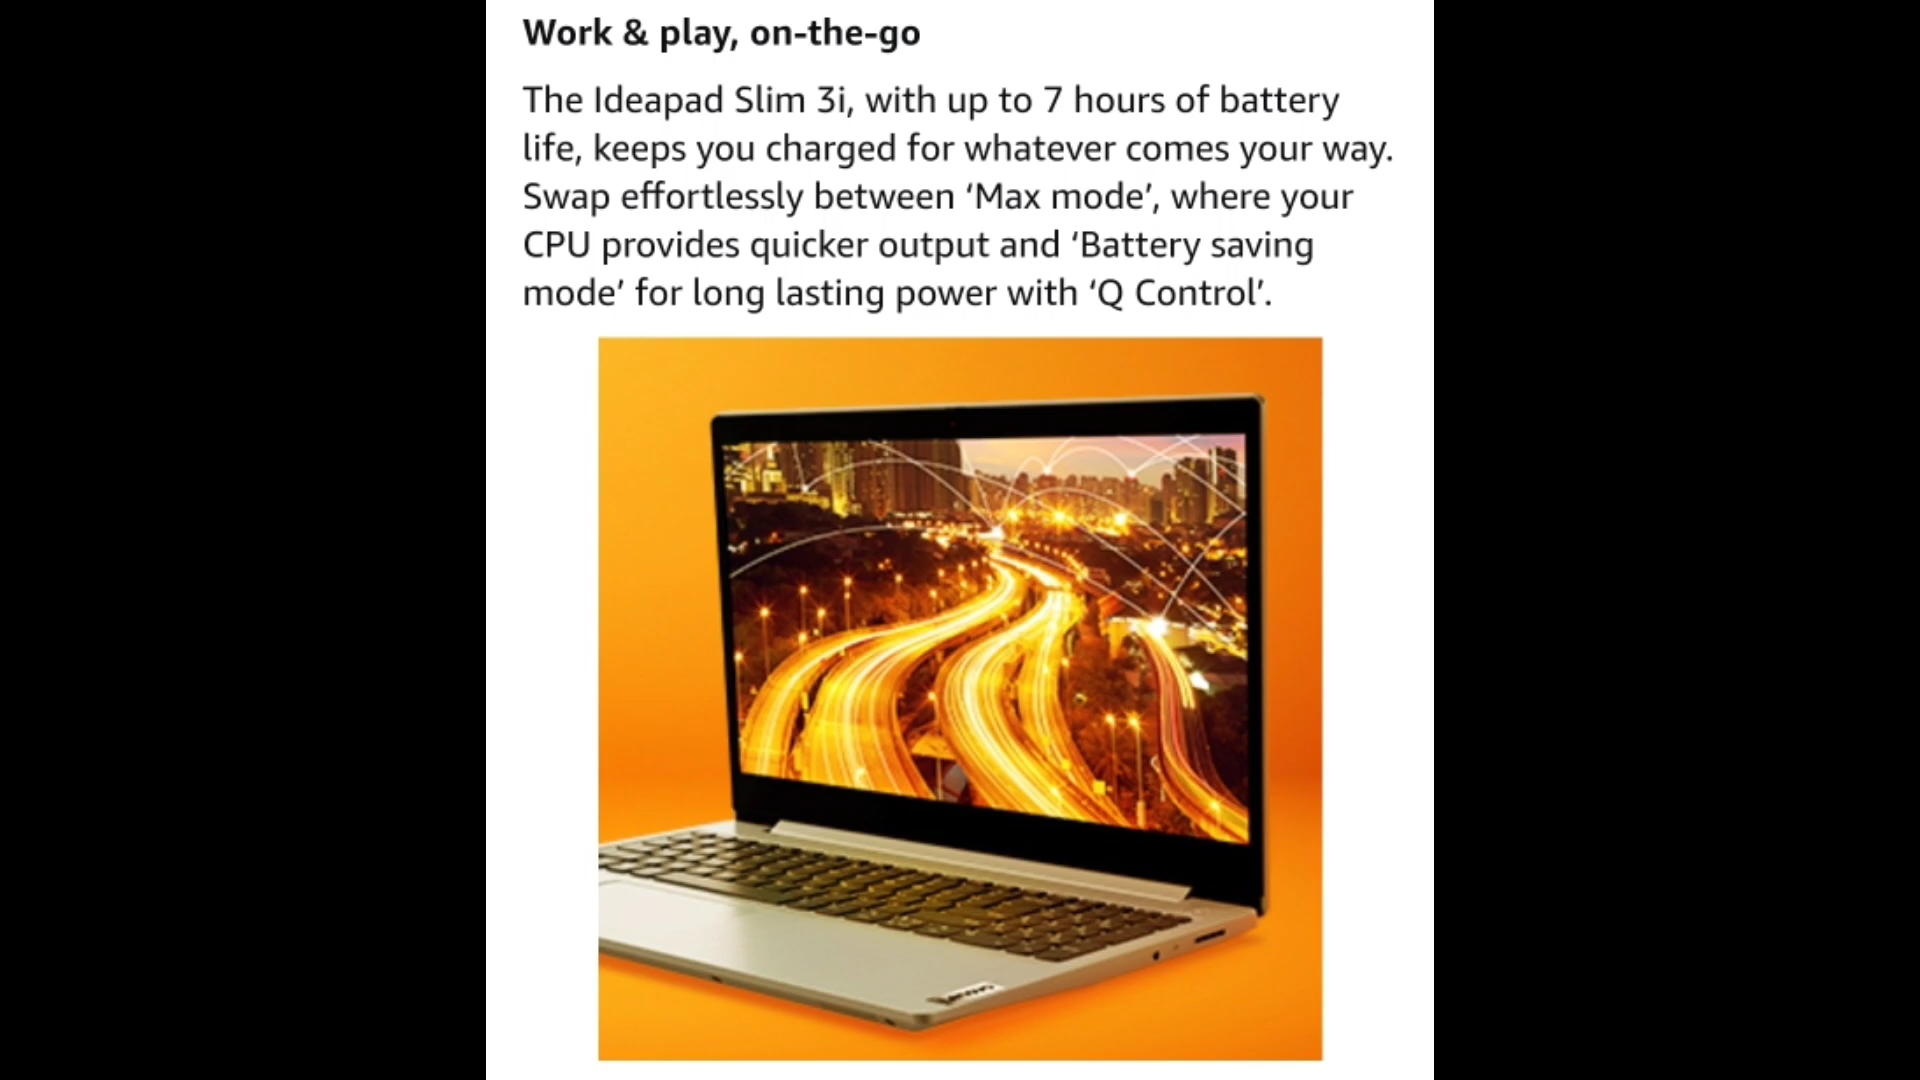 Work & play, on-the-go
The Ideapad Slim 3i, with up to 7 hours of battery
life, keeps you charged for whatever comes your way.
Swap effortlessly between ‘Max mode’, where your
CPU provides quicker output and ‘Battery saving
mode’ for long lasting power with ‘Q Control’.
Lenovo